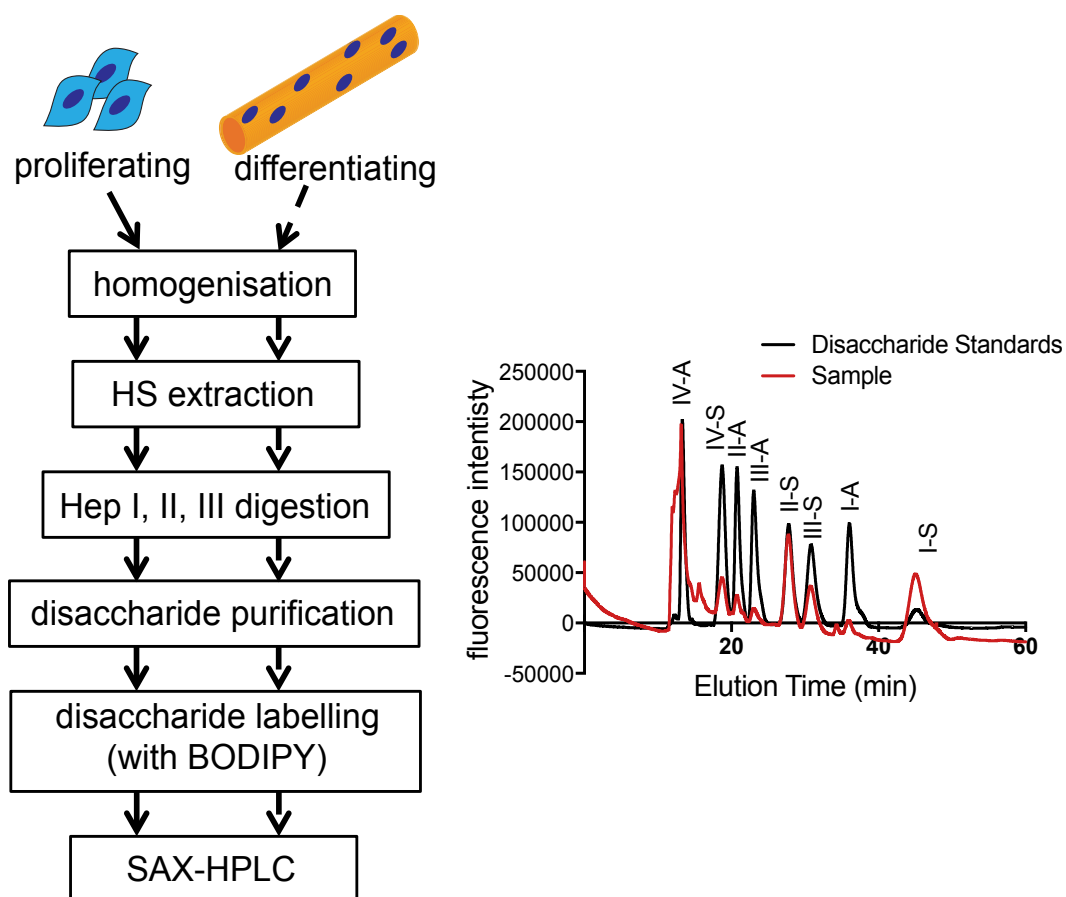 proliferating
differentiating
homogenisation
HS extraction
Hep I, II, III digestion
disaccharide purification
disaccharide labelling
(with BODIPY)
SAX-HPLC
Disaccharide Standards
Sample
fluorescence intentisty
250000
200000
150000
100000
50000
0
-50000
IV-A
IV-S
II-A
III-A
II-S
III-S
I-A
I-S
20
40
60
Elution Time (min)